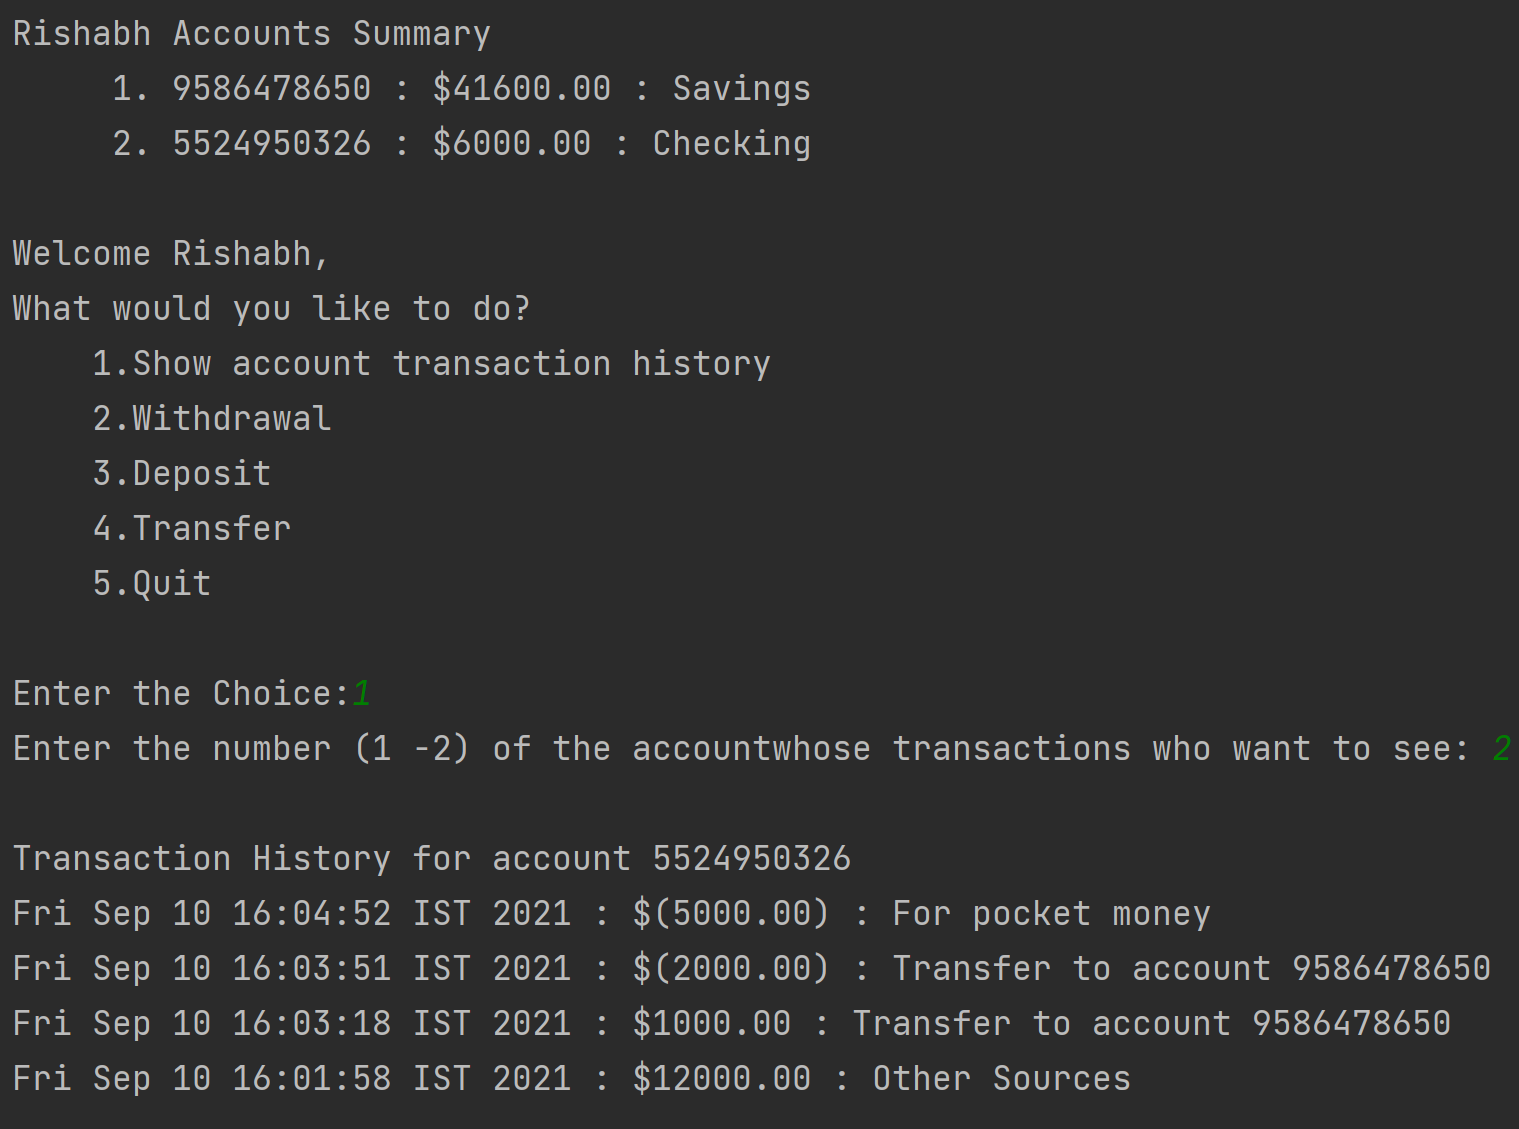 Rishabh Accounts Summary
1. 9586478650 : $41600.00 : Savings
2. 5524950326 : $6000.00 : Checking
Welcome Rishabh,
What would you like to do?
1.Show account transaction history
2.Withdrawal
3.Deposit
4.Transfer
5.Quit
Enter the Choice:1
Enter the number (1 -2) of the accountwhose transactions who want to see: 2
Transaction History for account 5524950326
Fri Sep 10 16:04:52 IST 2021 : $(5000.00) : For pocket money
Fri Sep 10 16:03:51 IST 2021 : $(2000.00) : Transfer to account 9586478650
Fri Sep 10 16:03:18 IST 2021 : $1000.00 : Transfer to account 9586478650
Fri Sep 10 16:01:58 IST 2021 : $12000.00 : Other Sources